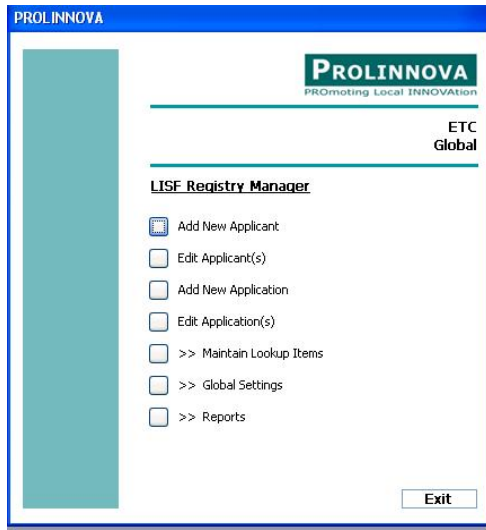 PROLINNOVA
PROLINNOVA
PROmoting Local INNOVAtion
ETC
Global
LISF Registry Manager
Add New Applicant
Edit Applicant(s)
Add New Application
Edit Application(s)
>> Maintain Lookup Items
>> Global Settings
>> Reports
Exit